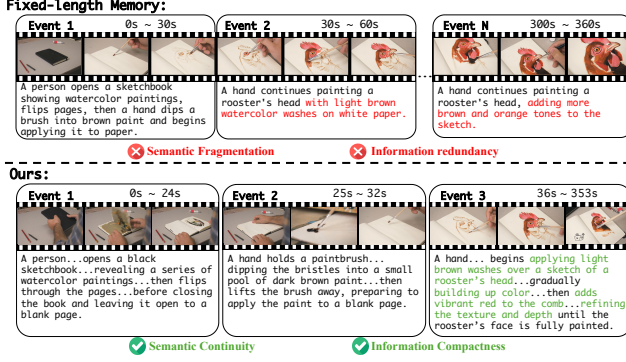 Fixed-length Memory:
Event 1 0s ~ 30s
Event 2 30s ~ 60s
Event N 300s ~ 360s
A person opens a sketchbook
showing watercolor paintings,
flips pages, then a hand dips a
brush into brown paint and begins
applying it to paper.
A hand continues painting a
rooster's head with light brown
watercolor washes on white paper.
...
A hand continues painting a
rooster's head, adding more
brown and orange tones to the
sketch.
Semantic Fragmentation
Information redundancy
Ours:
Event 1 0s ~ 24s
Event 2 25s ~ 32s
Event 3 36s ~ 353s
A person...opens a black
sketchbook...revealing a series of
watercolor paintings...then flips
through the pages...before closing
the book and leaving it open to a
blank page.
A hand holds a paintbrush...
dipping the bristles into a small
pool of dark brown paint...then
lifts the brush away, preparing to
apply the paint to a blank page.
A hand... begins applying light
brown washes over a sketch of a
rooster's head...gradually
building up color...then adds
vibrant red to the comb...refining
the texture and depth until the
rooster's face is fully painted.
Semantic Continuity
Information Compactness